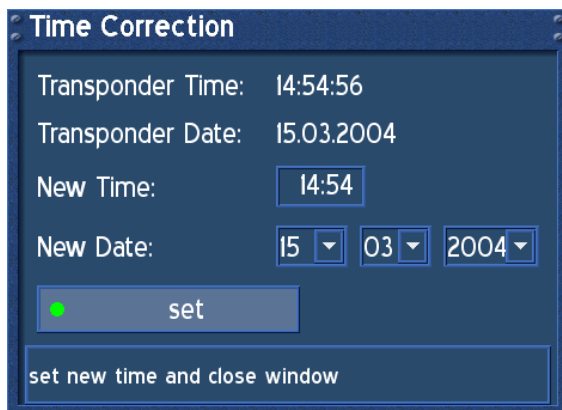 Time Correction
Transponder Time: 14:54:56
Transponder Date: 15.03.2004
New Time: 14:54
New Date: 15 03 2004
set
set new time and close window